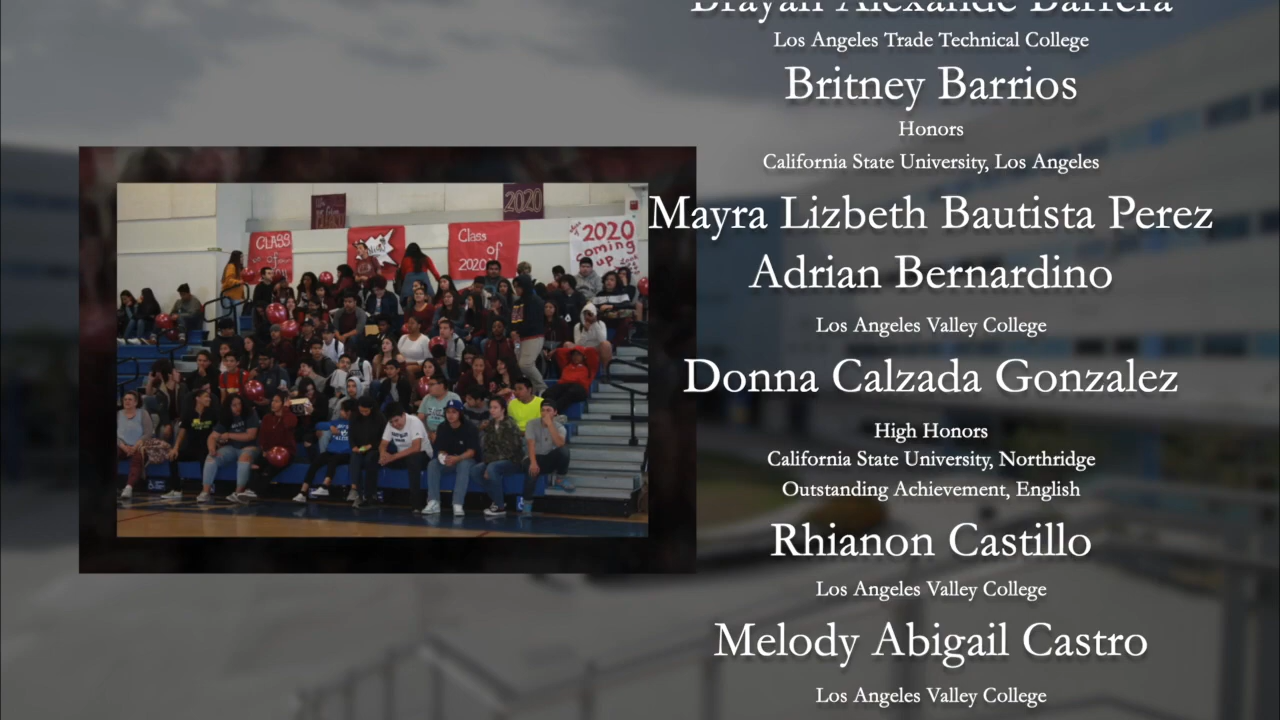 Brayan Alexande Barrera
Los Angeles Trade Technical College
Britney Barrios
Honors
California State University, Los Angeles
Mayra Lizbeth Bautista Perez
Adrian Bernardino
Los Angeles Valley College
Donna Calzada Gonzalez
High Honors
California State University, Northridge
Outstanding Achievement, English
Rhianon Castillo
Los Angeles Valley College
Melody Abigail Castro
Los Angeles Valley College
2020
CLASS
of a
Class
of
2020
2020
coming
up